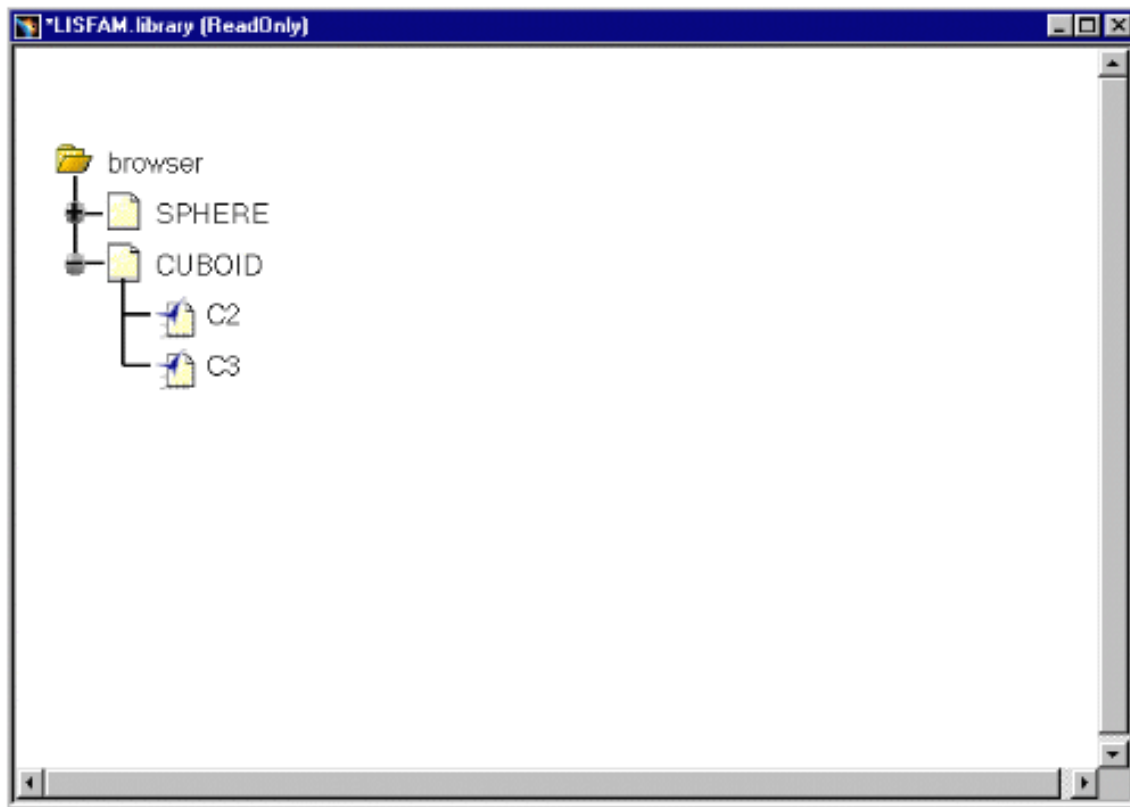 *LISFAM.library (ReadOnly)
browser
SPHERE
CUBOID
C2
C3